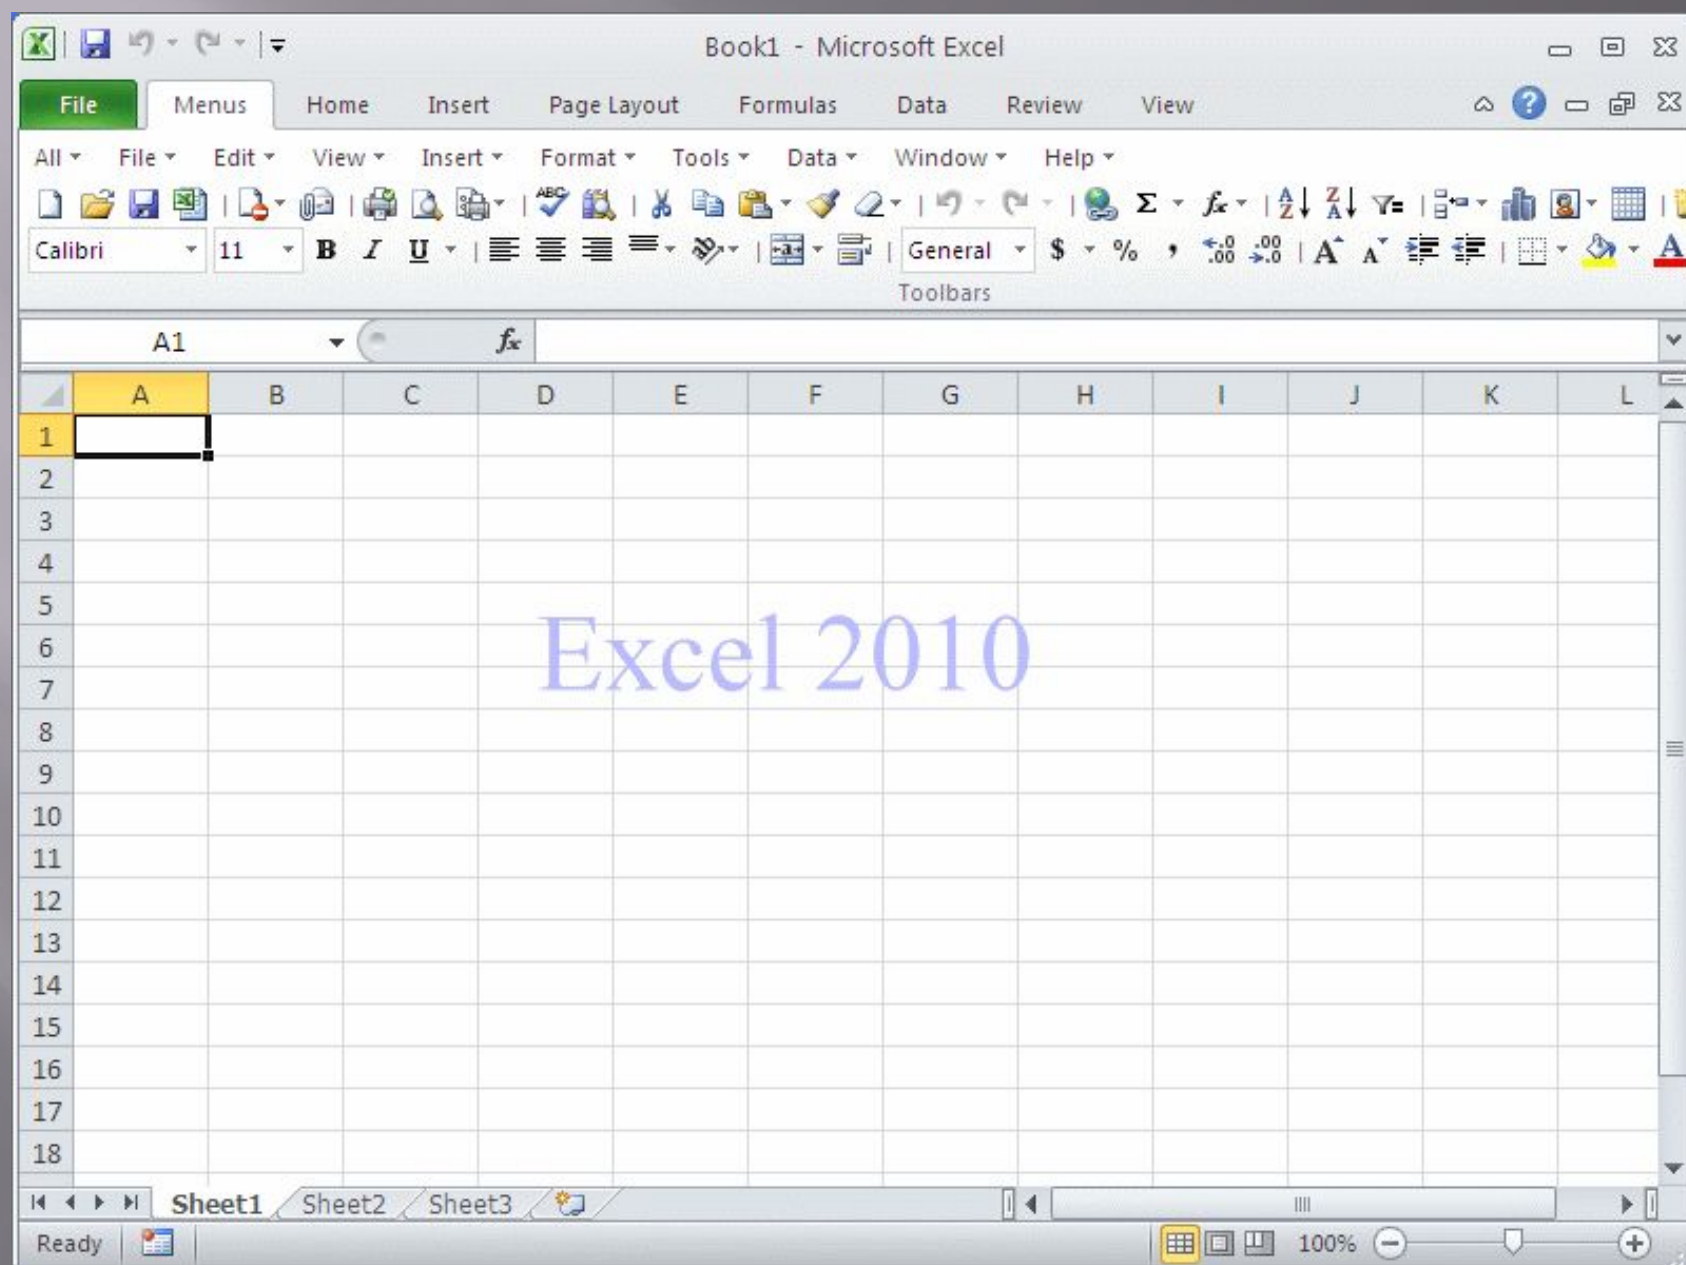 Book1 - Microsoft Excel
File Menus Home Insert Page Layout Formulas Data Review View
All File Edit View Insert Format Tools Data Window Help
Calibri 11 B I U General $ % , A A A
Toolbars
A1 fx
A B C D E F G H I J K L
1
2
3
4
5
Excel 2010
6
7
8
9
10
11
12
13
14
15
16
17
18
Sheet1 Sheet2 Sheet3
Ready 100%